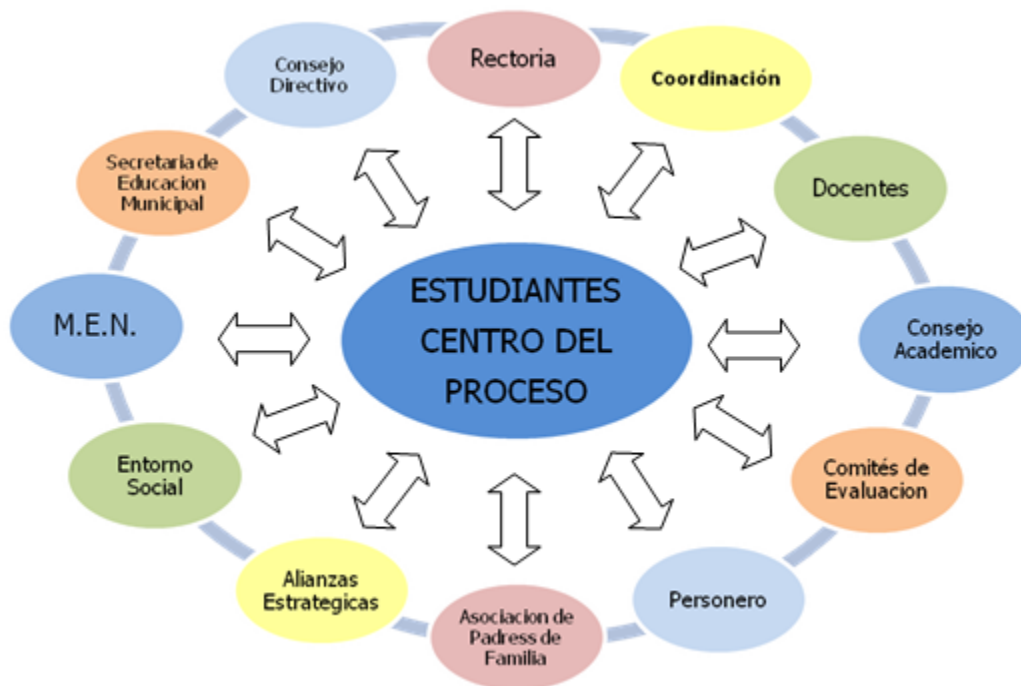 Rectoria
Coordinación
Docentes
Consejo
Academico
Comités de
Evaluacion
Personero
Asociacion de
Padress de
Familia
Alianzas
Estrategicas
Entorno
Social
M.E.N.
Secretaria de
Educacion
Municipal
Consejo
Directivo
ESTUDIANTES
CENTRO DEL
PROCESO